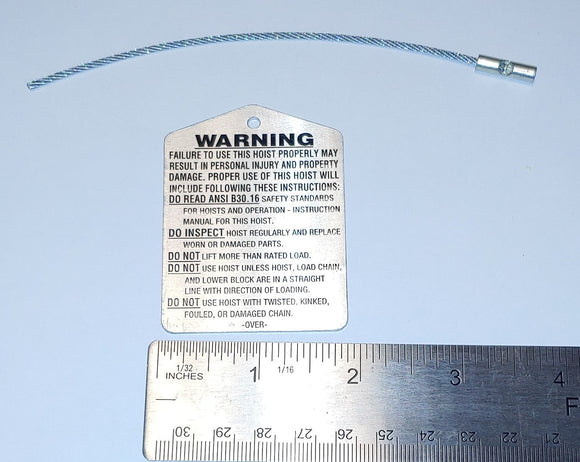 WARNING
FAILURE TO USE THIS HOIST PROPERLY MAY
RESULT IN PERSONAL INJURY AND PROPERTY
DAMAGE. PROPER USE OF THIS HOIST WILL
INCLUDE FOLLOWING THESE INSTRUCTIONS:
DO READ ANSI B30.16 SAFETY STANDARDS
FOR HOISTS AND OPERATION - INSTRUCTION
MANUAL FOR THIS HOIST.
DO INSPECT HOIST REGULARLY AND REPLACE
WORN OR DAMAGED PARTS.
DO NOT LIFT MORE THAN RATED LOAD.
DO NOT USE HOIST UNLESS HOIST, LOAD CHAIN,
AND LOWER BLOCK ARE IN A STRAIGHT
LINE WITH DIRECTION OF LOADING.
DO NOT USE HOIST WITH TWISTED, KINKED,
FOULED, OR DAMAGED CHAIN.
-OVER-
1/32 1 1/16 2 3 4
INCHES
F
30 29 28 27 26 25 24 23 22 21 20